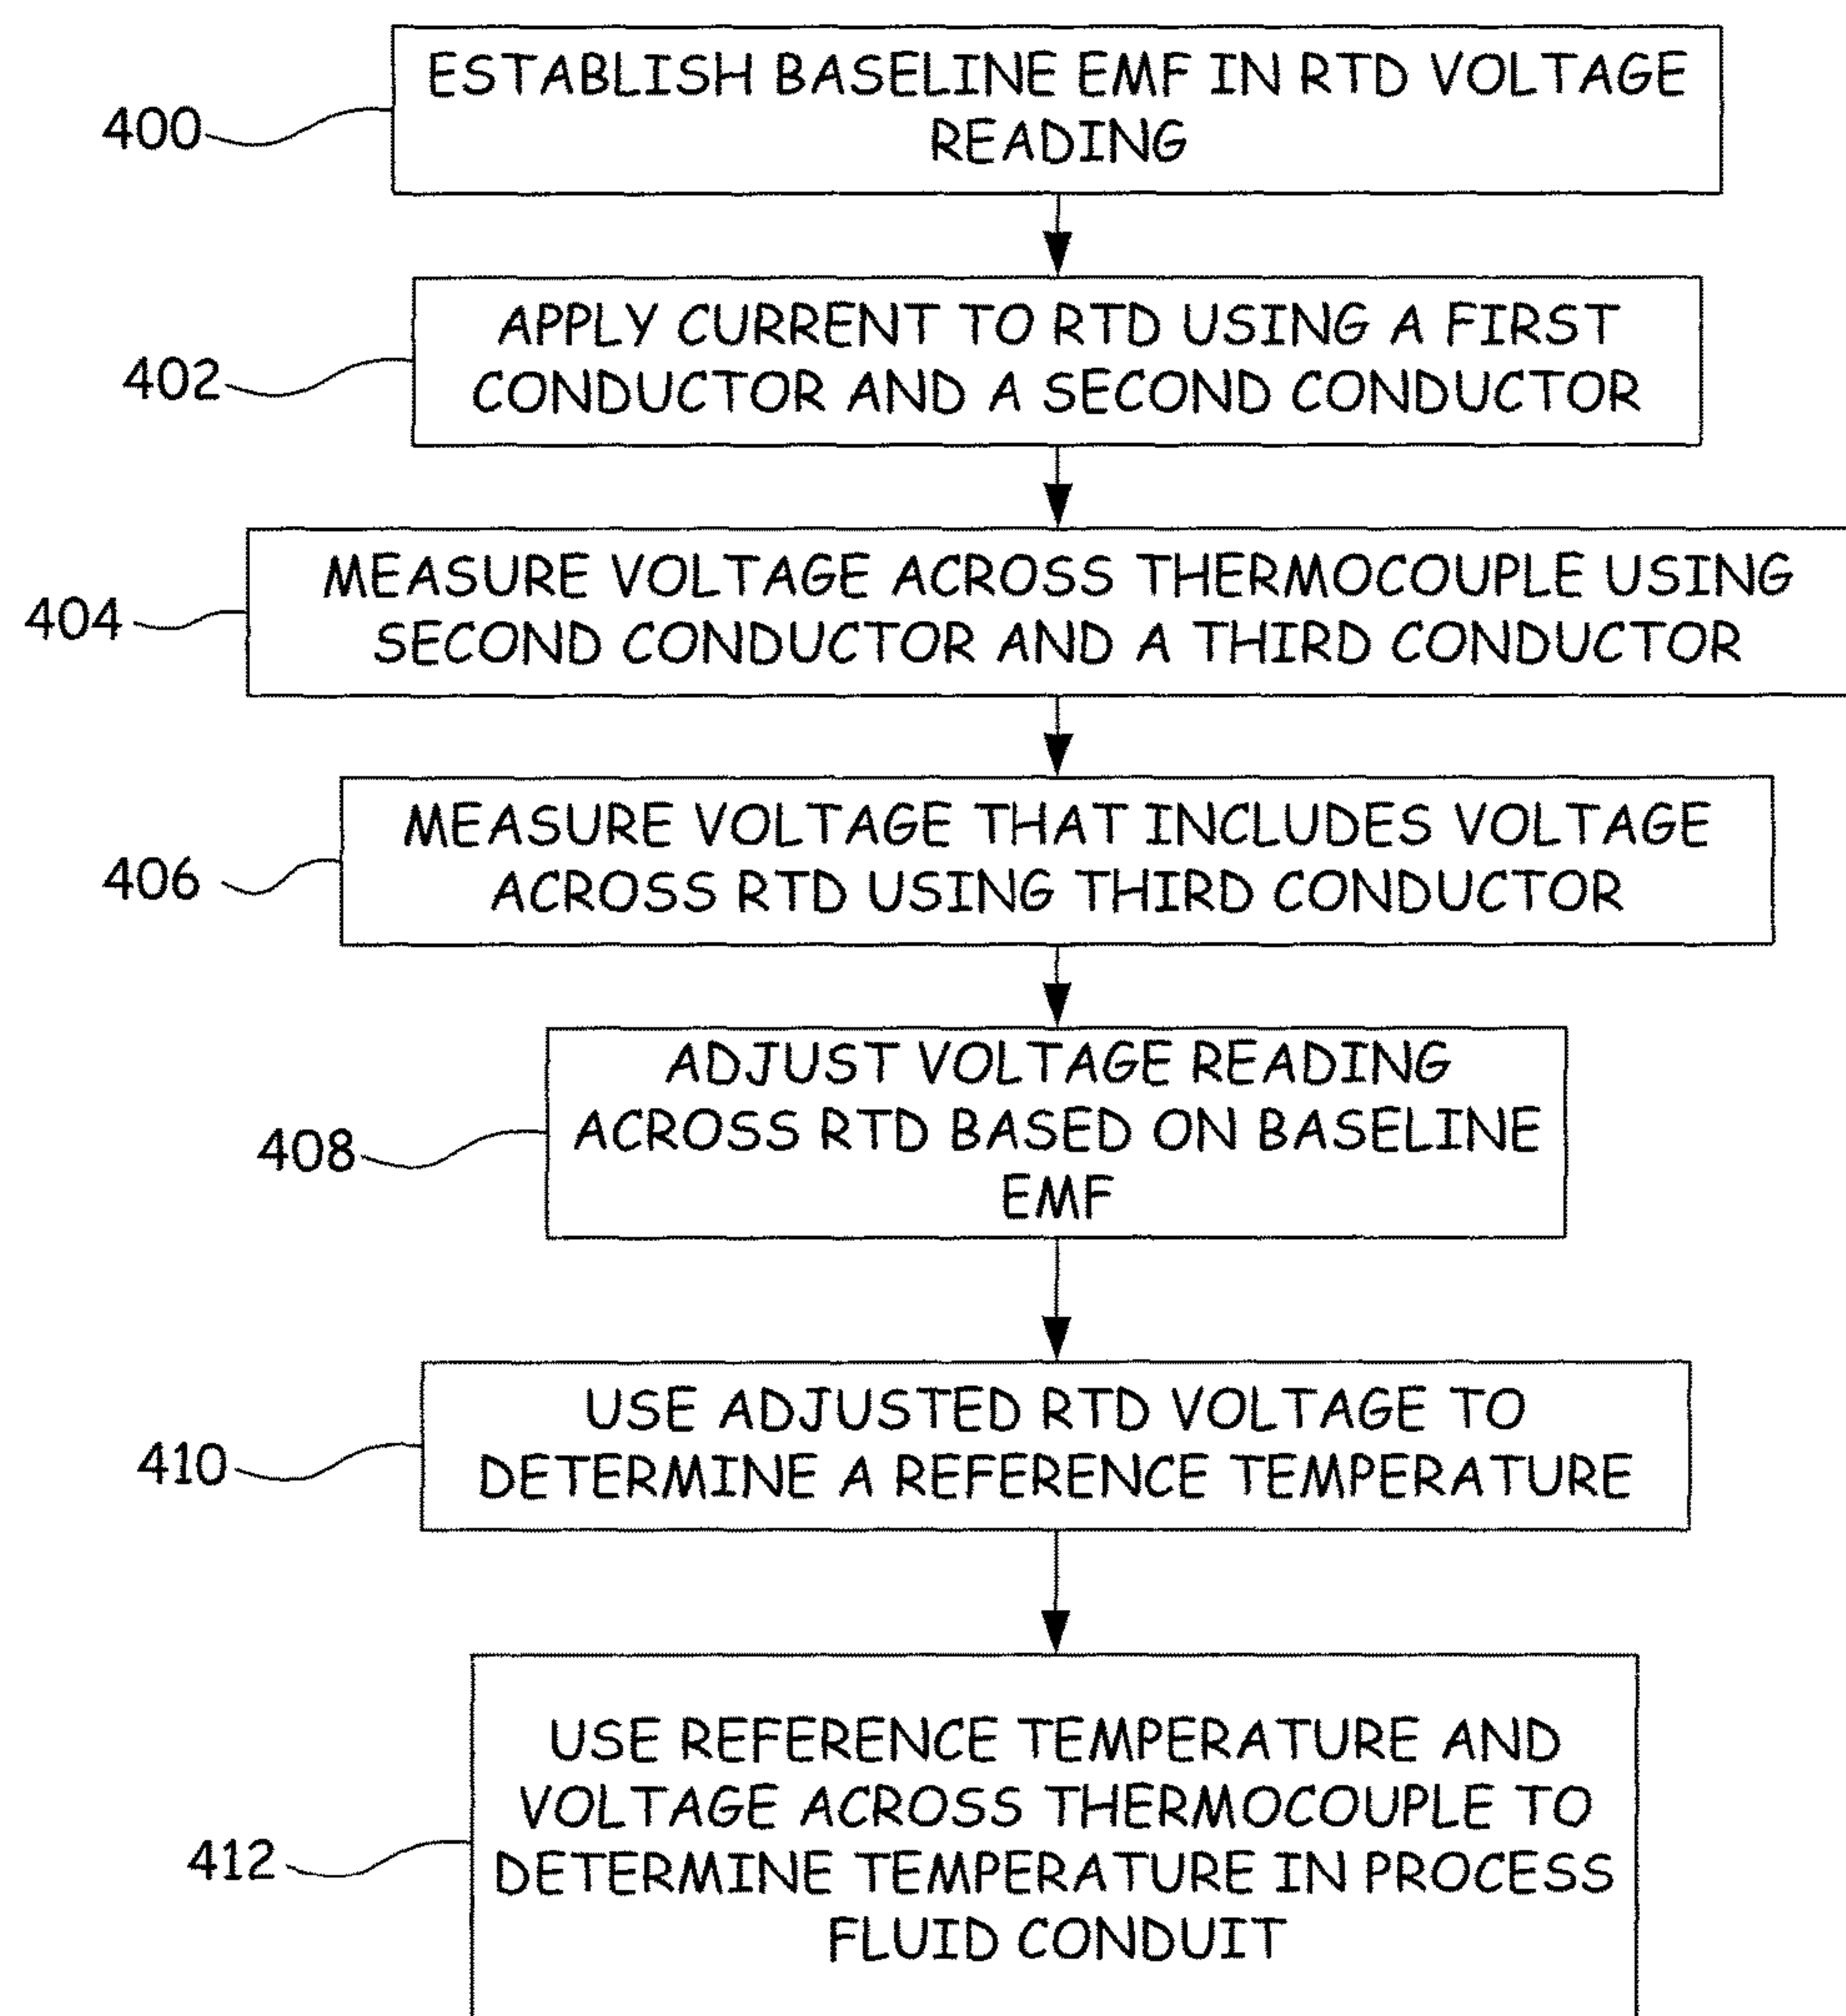 400
ESTABLISH BASELINE EMF IN RTD VOLTAGE
READING
402
APPLY CURRENT TO RTD USING A FIRST
CONDUCTOR AND A SECOND CONDUCTOR
404
MEASURE VOLTAGE ACROSS THERMOCOUPLE USING
SECOND CONDUCTOR AND A THIRD CONDUCTOR
406
MEASURE VOLTAGE THAT INCLUDES VOLTAGE
ACROSS RTD USING THIRD CONDUCTOR
408
ADJUST VOLTAGE READING
ACROSS RTD BASED ON BASELINE
EMF
410
USE ADJUSTED RTD VOLTAGE TO
DETERMINE A REFERENCE TEMPERATURE
412
USE REFERENCE TEMPERATURE AND
VOLTAGE ACROSS THERMOCOUPLE TO
DETERMINE TEMPERATURE IN PROCESS
FLUID CONDUIT